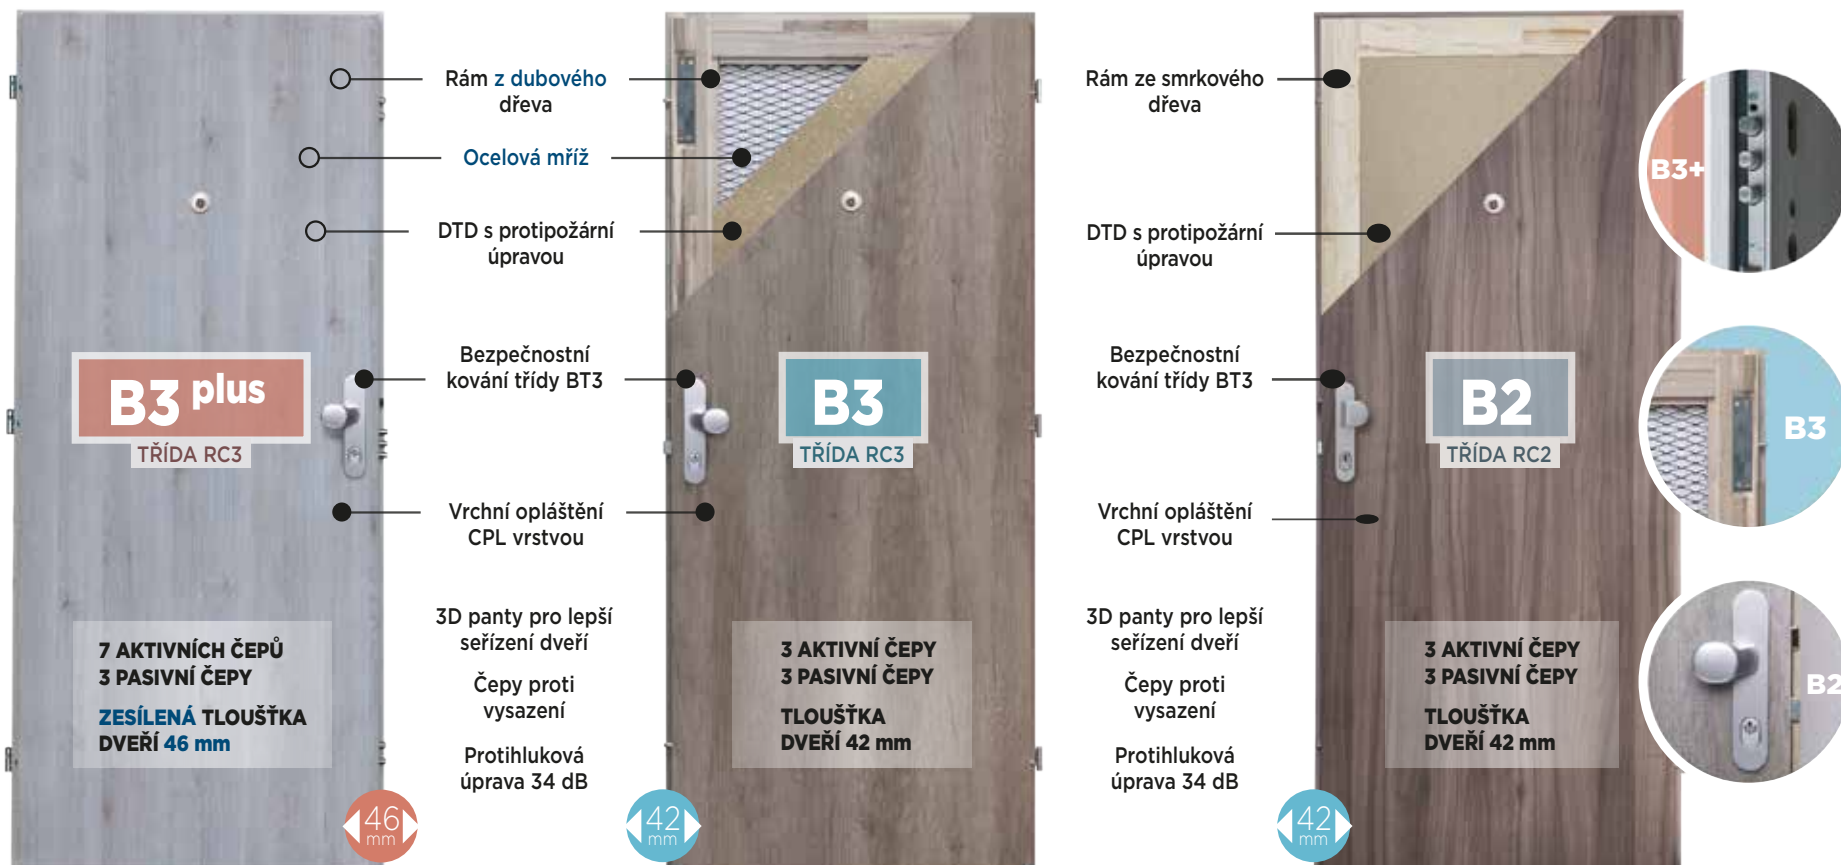 B3 plus
TŘÍDA RC3
7 AKTIVNÍCH ČEPŮ
3 PASIVNÍ ČEPY
ZESÍLENÁ TLOUŠŤKA
DVEŘÍ 46 mm
46
mm
Rám z dubového
dřeva
Ocelová mříž
DTD s protipožární
úpravou
Bezpečnostní
kování třídy BT3
Vrchní opláštění
CPL vrstvou
3D panty pro lepší
seřízení dveří
Čepy proti
vysazení
Protihluková
úprava 34 dB
B3
TŘÍDA RC3
3 AKTIVNÍ ČEPY
3 PASIVNÍ ČEPY
TLOUŠŤKA
DVEŘÍ 42 mm
42
mm
Rám ze smrkového
dřeva
DTD s protipožární
úpravou
Bezpečnostní
kování třídy BT3
Vrchní opláštění
CPL vrstvou
3D panty pro lepší
seřízení dveří
Čepy proti
vysazení
Protihluková
úprava 34 dB
B2
TŘÍDA RC2
3 AKTIVNÍ ČEPY
3 PASIVNÍ ČEPY
TLOUŠŤKA
DVEŘÍ 42 mm
42
mm
B3+
B3
B2